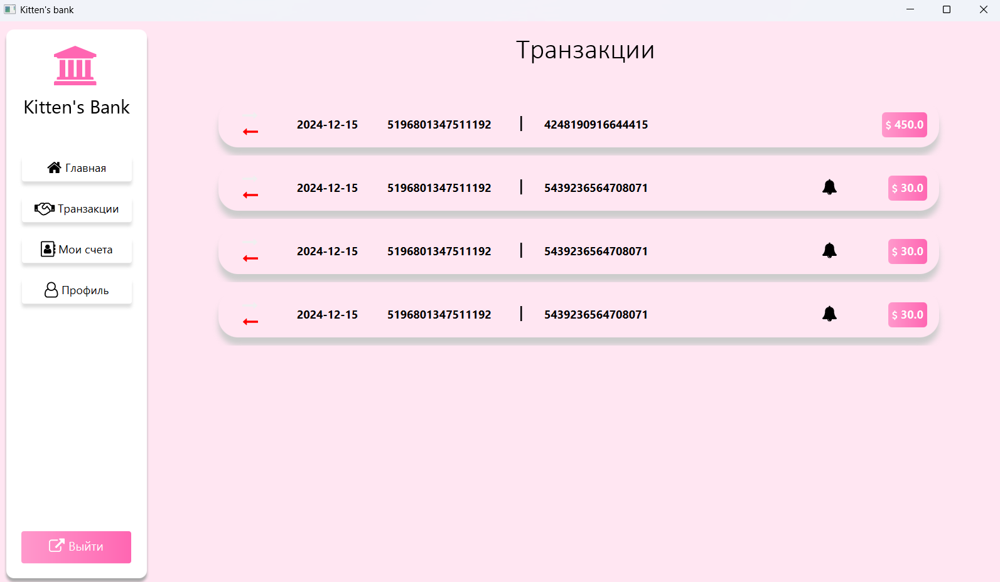 Kitten's bank
Kitten's Bank
Главная
Транзакции
Мои счета
Профиль
Выйти
Транзакции
2024-12-15 5196801347511192 | 4248190916644415 $ 450.0
2024-12-15 5196801347511192 | 5439236564708071 $ 30.0
2024-12-15 5196801347511192 | 5439236564708071 $ 30.0
2024-12-15 5196801347511192 | 5439236564708071 $ 30.0